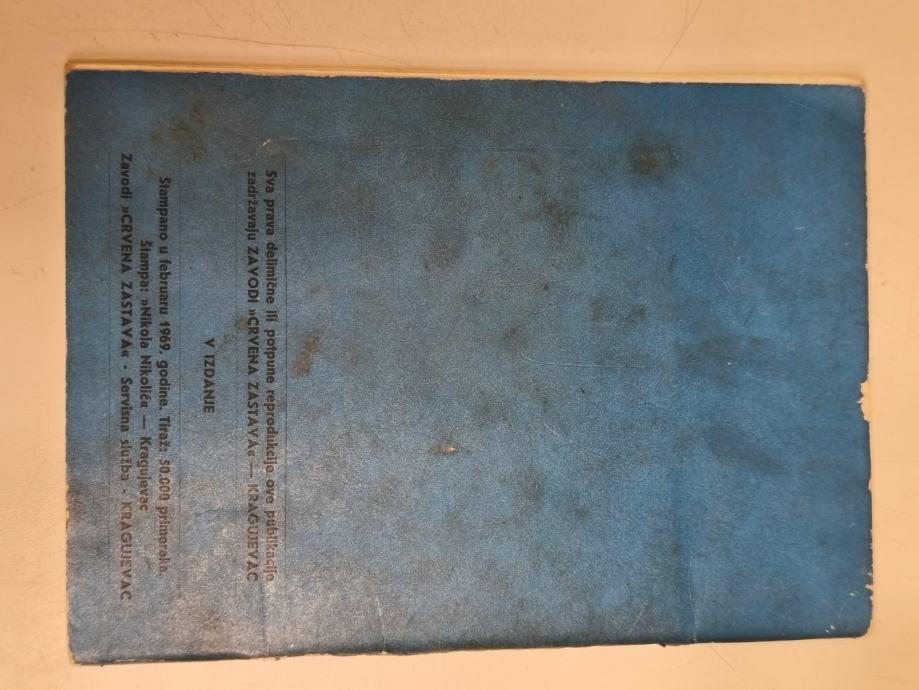 Sva prava delimične ili potpune reprodukcije ove publikacije
zadržavaju ZAVODI »CRVENA ZASTAVA« — KRAGUJEVAC
V IZDANJE
Štampano u februaru 1969. godine. Tiraž: 50.000 primeraka.
Štampa: »Nikola Nikolić« — Kragujevac
Zavodi »CRVENA ZASTAVA« - Servisna služba - KRAGUJEVAC